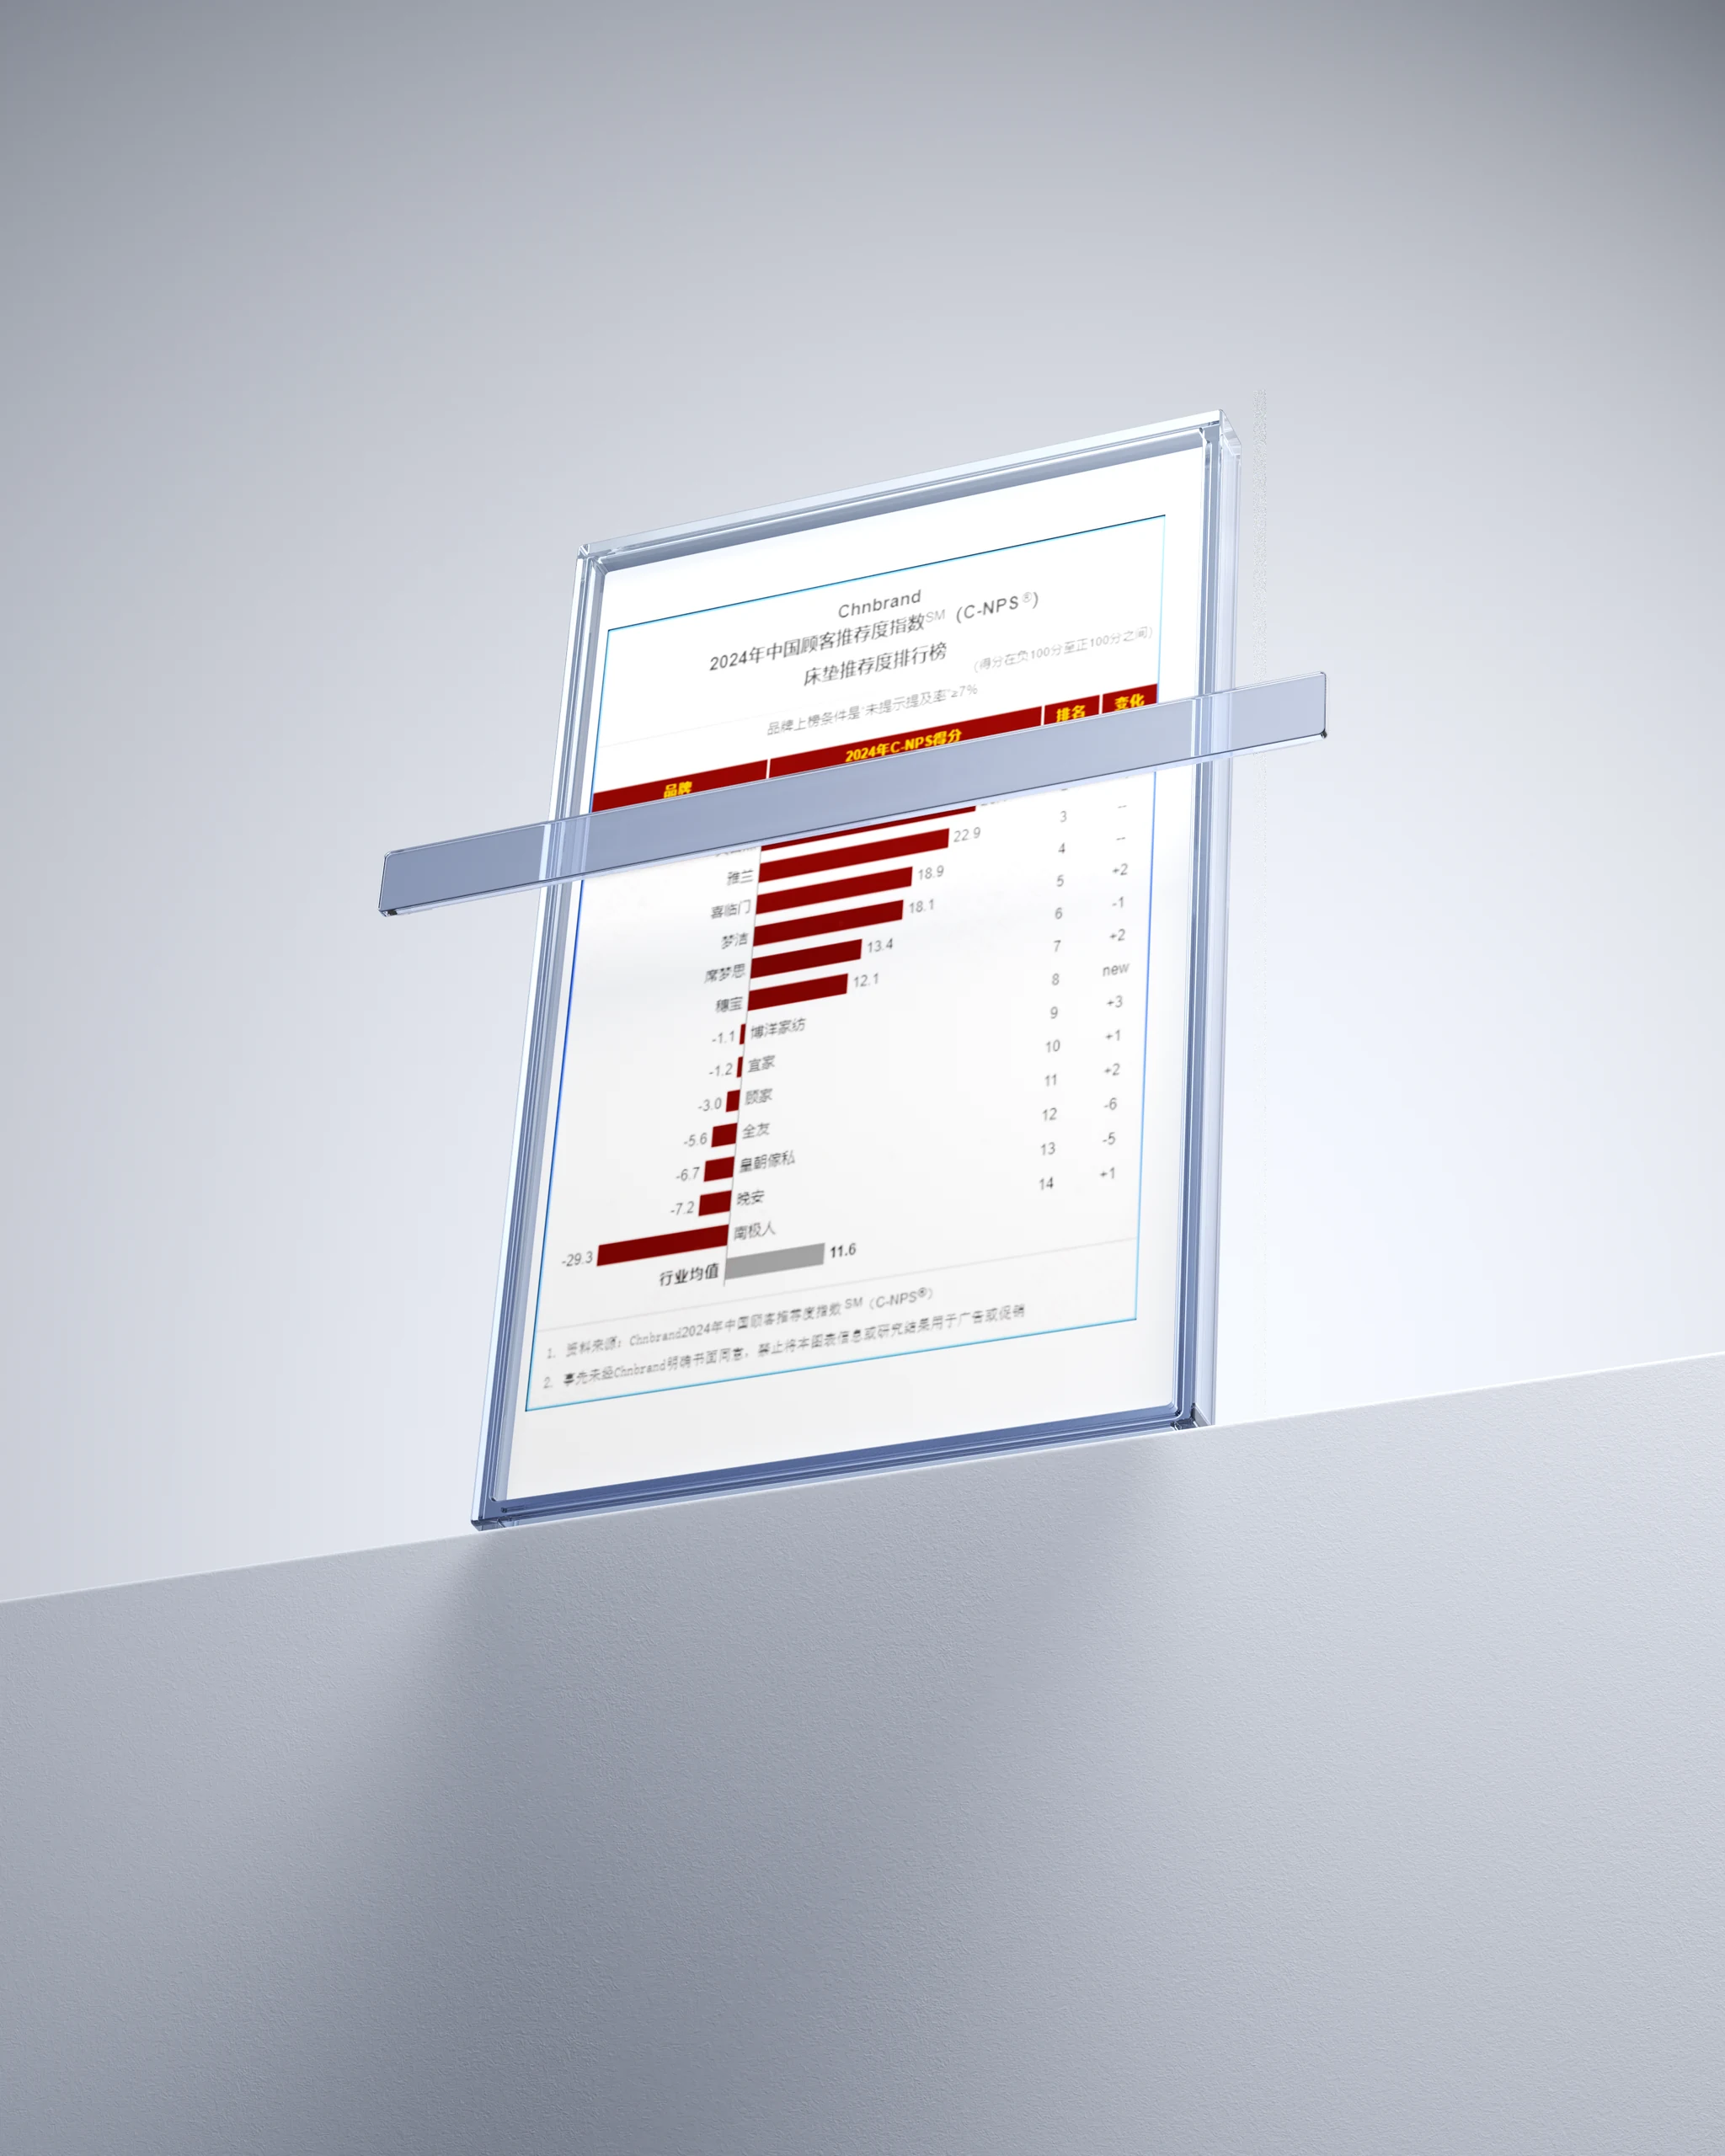 Chnbrand
2024年中国顾客推荐度指数SM (C-NPS®)
床垫推荐度排行榜
(得分在负100分至正100分之间)
品牌上榜条件是"未提示提及率"≥7%
品牌 2024年C-NPS得分 排名 变化
雅兰 22.9 3 --
喜临门 18.9 4 --
梦洁 18.1 5 +2
席梦思 13.4 6 -1
穗宝 12.1 7 +2
-1.1 博洋家纺 8 new
-1.2 宜家 9 +3
-3.0 顾家 10 +1
-5.6 全友 11 +2
-6.7 皇朝傢私 12 -6
-7.2 晚安 13 -5
-29.3 南极人 14 +1
行业均值 11.6
1. 资料来源：Chnbrand2024年中国顾客推荐度指数 SM（C-NPS®）
2. 事先未经Chnbrand明确书面同意，禁止将本图表信息或研究结果用于广告或促销